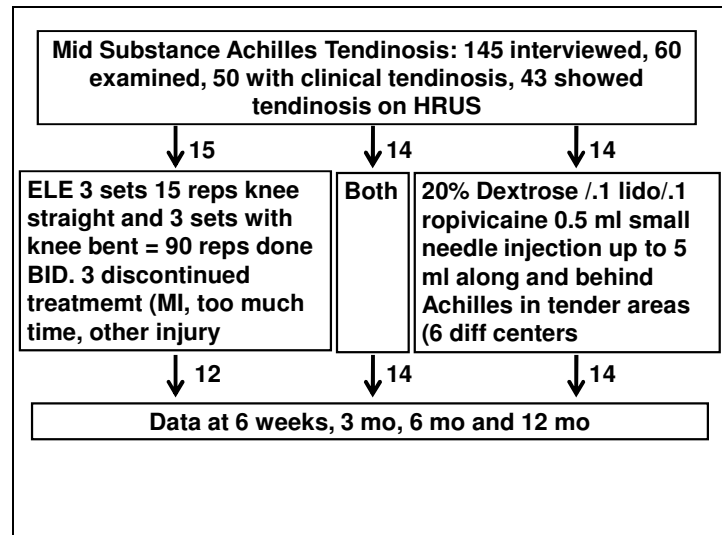 Mid Substance Achilles Tendinosis: 145 interviewed, 60
examined, 50 with clinical tendinosis, 43 showed
tendinosis on HRUS
15
14
14
ELE 3 sets 15 reps knee
straight and 3 sets with
knee bent = 90 reps done
BID. 3 discontinued
treatmemt (MI, too much
time, other injury
Both
20% Dextrose /.1 lido/.1
ropivicaine 0.5 ml small
needle injection up to 5
ml along and behind
Achilles in tender areas
(6 diff centers
12
14
14
Data at 6 weeks, 3 mo, 6 mo and 12 mo